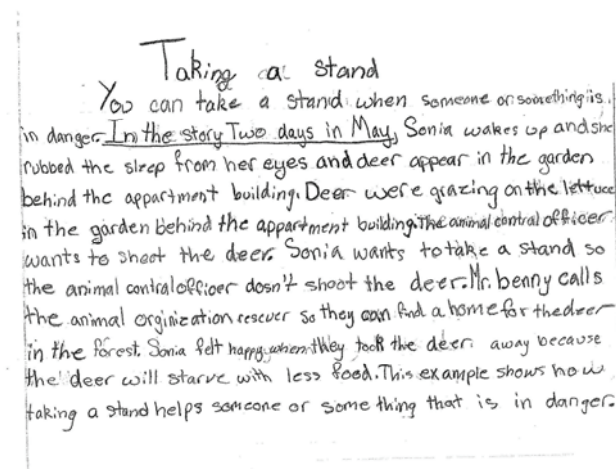 Taking a stand
You can take a stand when someone or something is
in danger. In the story Two days in May, Sonia wakes up and she
rubbed the sleep from her eyes and deer appear in the garden
behind the appartment building. Deer were grazing on the lettuce
in the garden behind the appartment building. The animal control officer
wants to shoot the deer. Sonia wants to take a stand so
the animal control officer dosn't shoot the deer. Mr. benny calls
the animal orginization rescuer so they can find a home for the deer
in the forest. Sonia felt happy when they took the deer away because
the deer will starve with less food. This example shows how
taking a stand helps someone or some thing that is in danger.